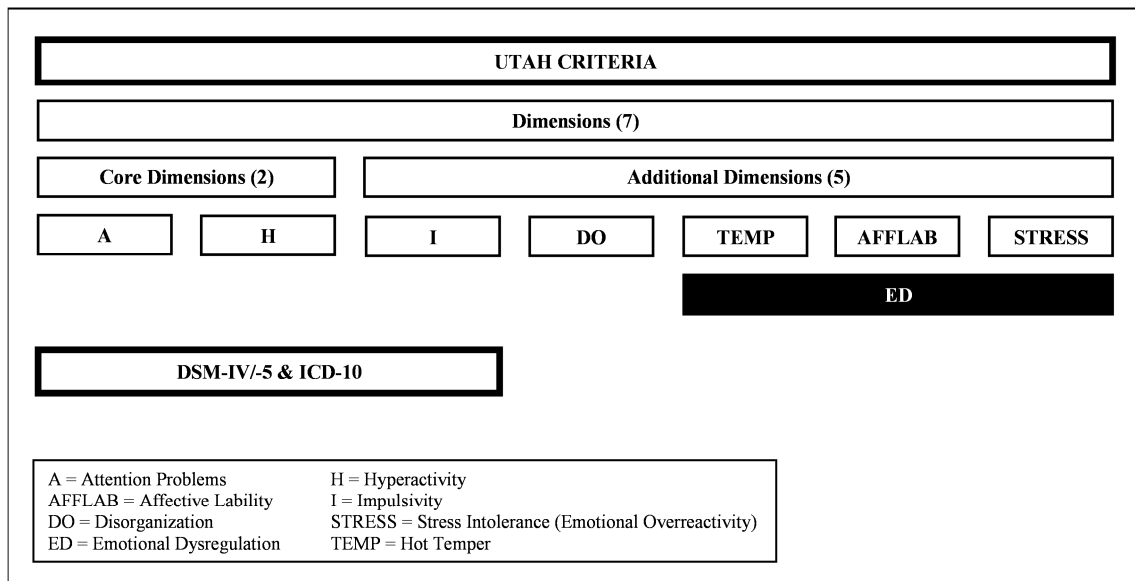 UTAH CRITERIA
Dimensions (7)
Core Dimensions (2)
Additional Dimensions (5)
A
H
I
DO
TEMP
AFFLAB
STRESS
ED
DSM-IV/-5 & ICD-10
A = Attention Problems
H = Hyperactivity
AFFLAB = Affective Lability
I = Impulsivity
DO = Disorganization
STRESS = Stress Intolerance (Emotional Overreactivity)
ED = Emotional Dysregulation
TEMP = Hot Temper